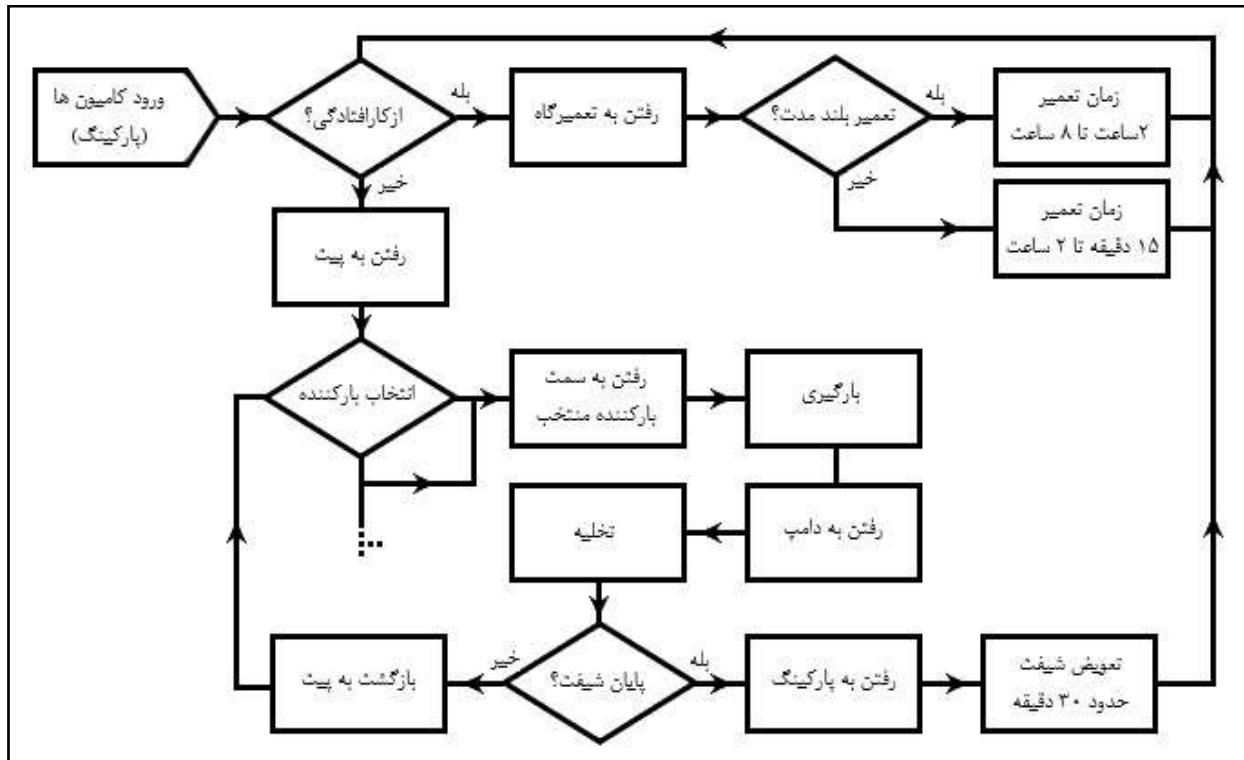 ورود کامیون ها
(پارکینگ)
ازکارافتادگی؟
بله
رفتن به تعمیرگاه
تعمیر بلند مدت؟
بله
زمان تعمیر
۲ساعت تا ۸ ساعت
خیر
زمان تعمیر
۱۵ دقیقه تا ۲ ساعت
خیر
رفتن به پیت
انتخاب بارکننده
رفتن به سمت
بارکننده منتخب
بارگیری
رفتن به دامپ
تخلیه
پایان شیفت؟
خیر
بازگشت به پیت
بله
رفتن به پارکینگ
تعویض شیفت
حدود ۳۰ دقیقه